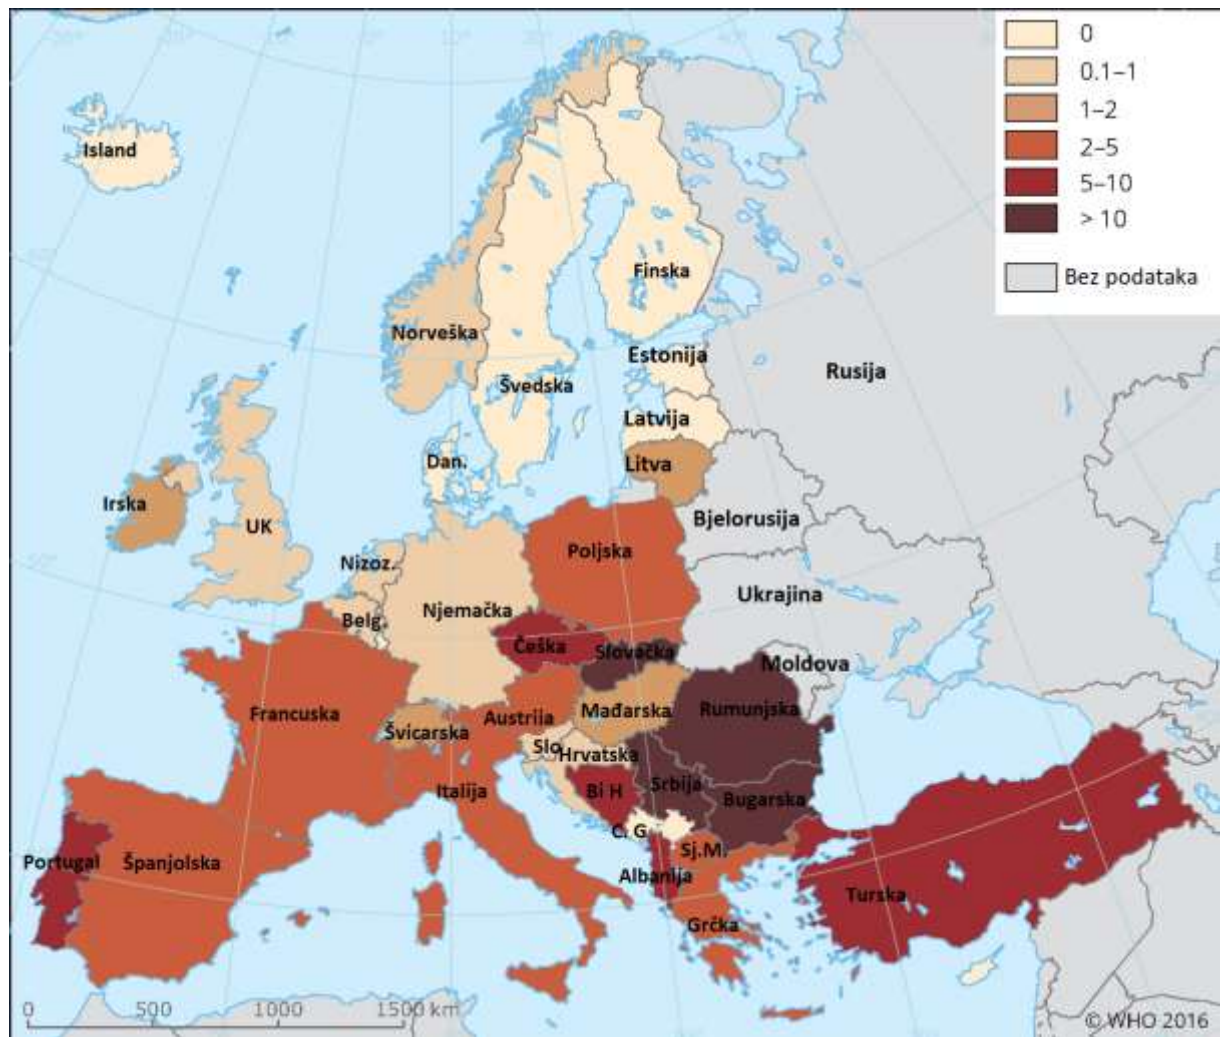 0
0.1–1
1–2
2–5
5–10
> 10
Bez podataka
Island
Finska
Norveška
Estonija
Rusija
Švedska
Latvija
Dan.
Litva
Irska
Bjelorusija
UK
Poljska
Nizoz.
Ukrajina
Njemačka
Belg.
Češka
Slovačka
Moldova
Francuska
Austrija
Mađarska
Rumunjska
Švicarska
Slo.
Hrvatska
Italija
Bi H
Srbija
Bugarska
C. G
Sj.M.
Portugal
Španjolska
Albanija
Turska
Grčka
0 500 1000 1500 km
© WHO 2016